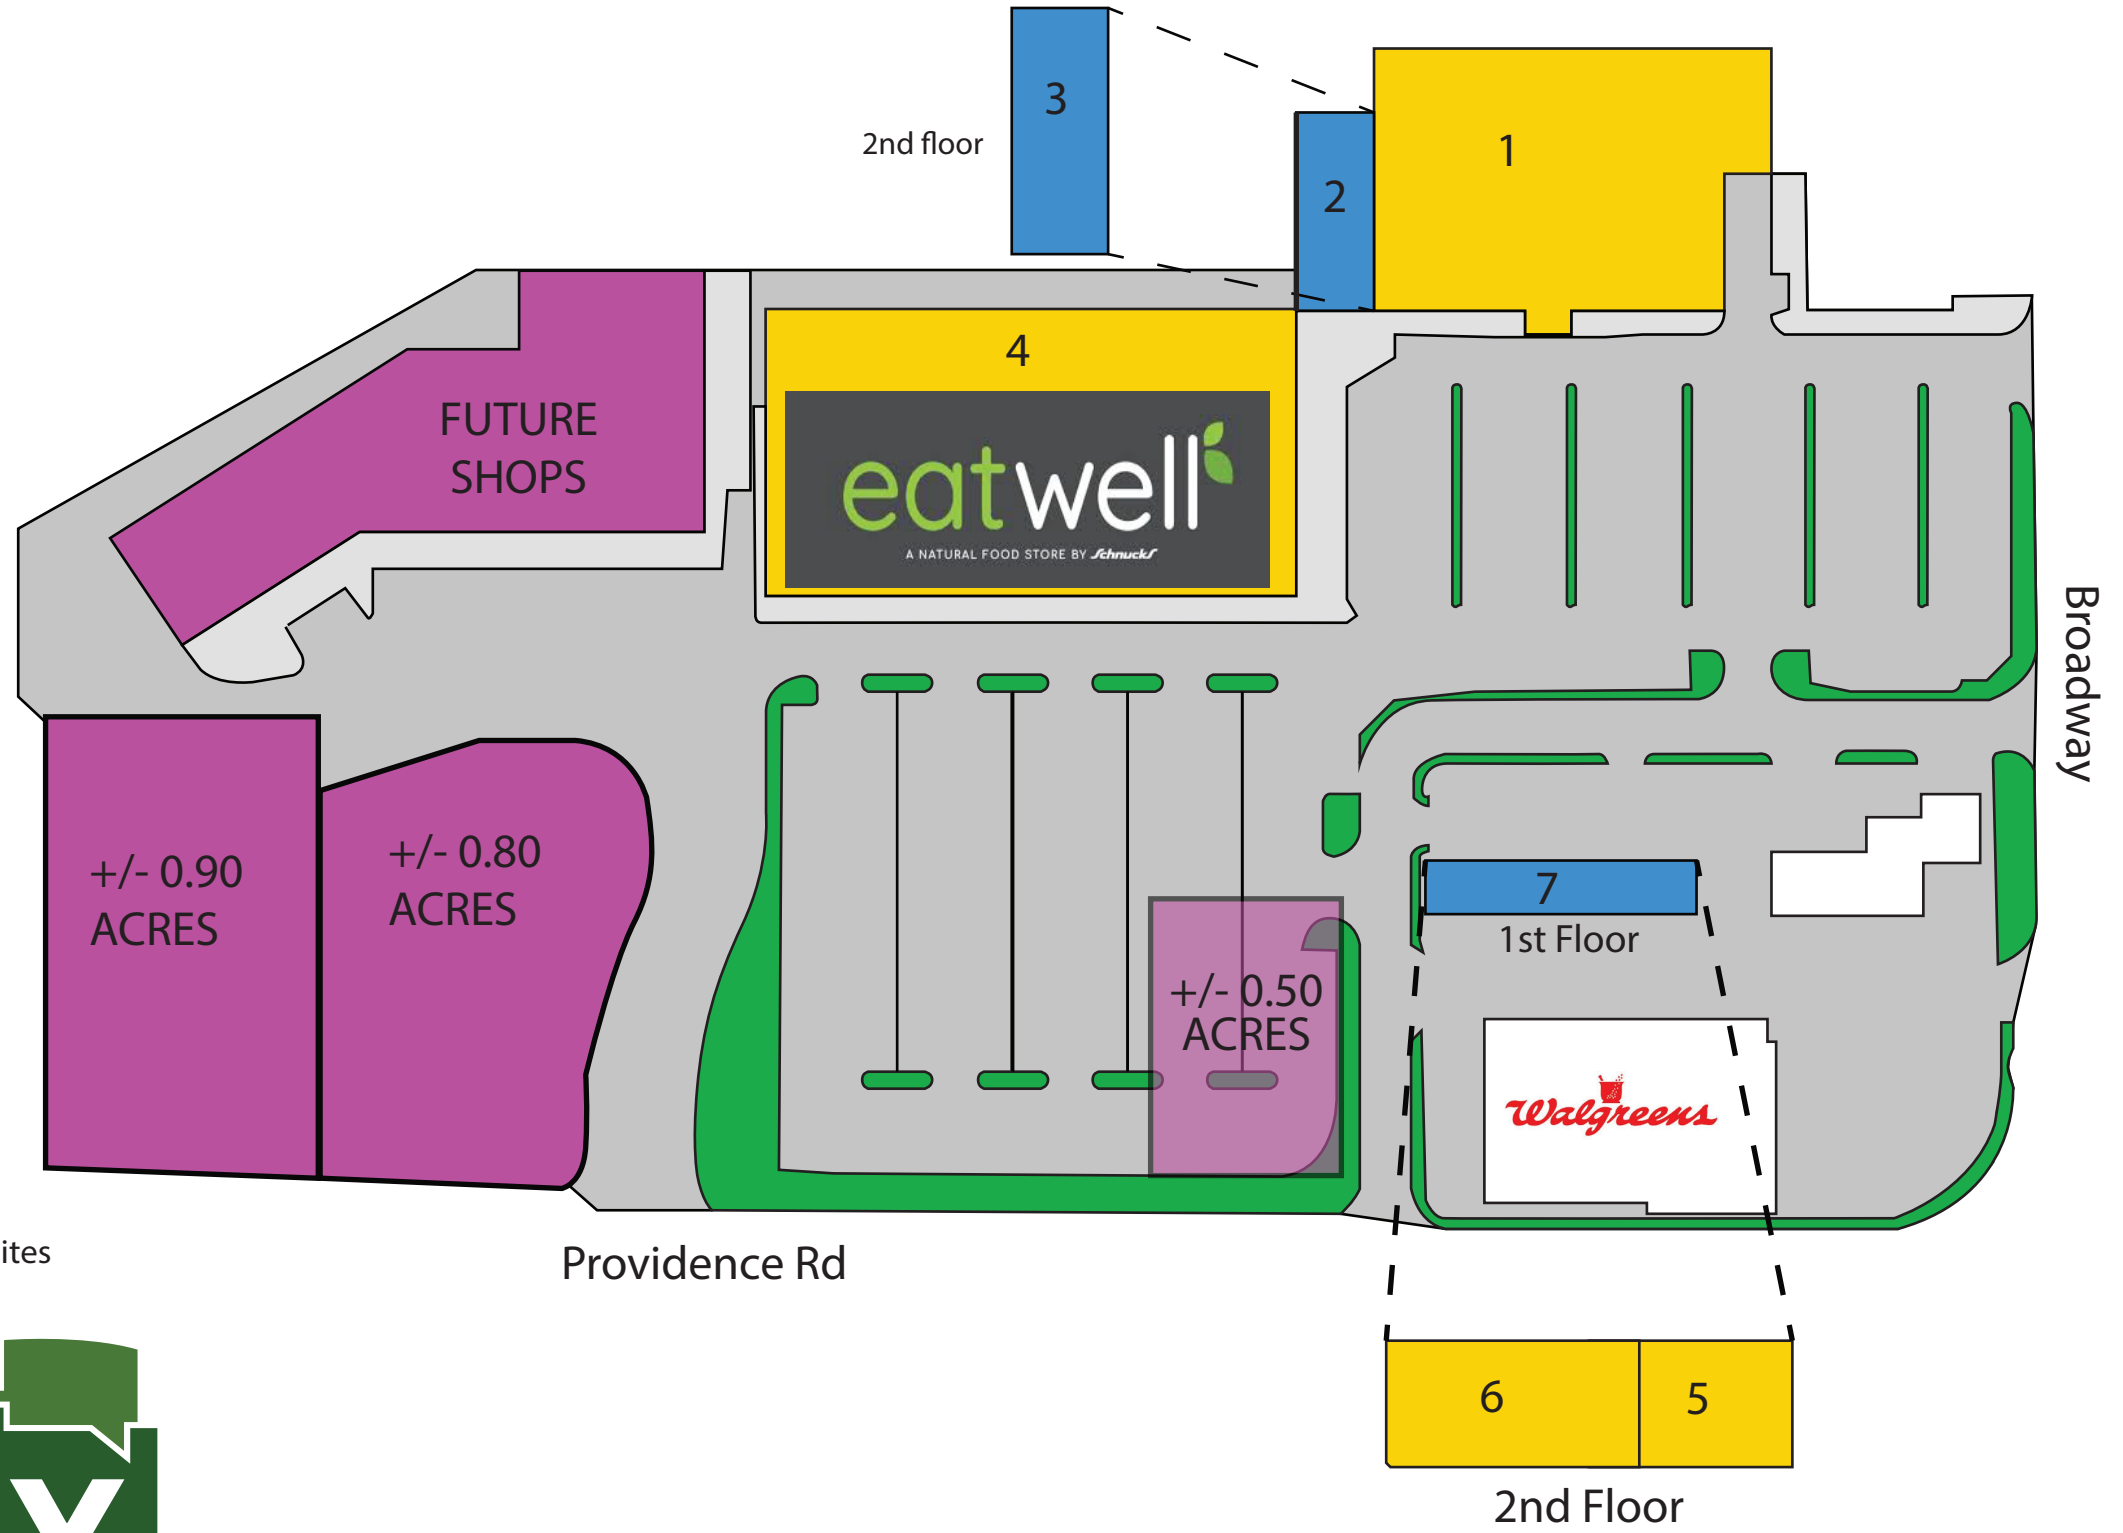 3
2nd floor
1
2
4
FUTURE
SHOPS
eatwell
A NATURAL FOOD STORE BY Schnucks
Broadway
+/- 0.90
ACRES
+/- 0.80
ACRES
7
1st Floor
+/- 0.50
ACRES
Walgreens
ites
Providence Rd
6
5
2nd Floor